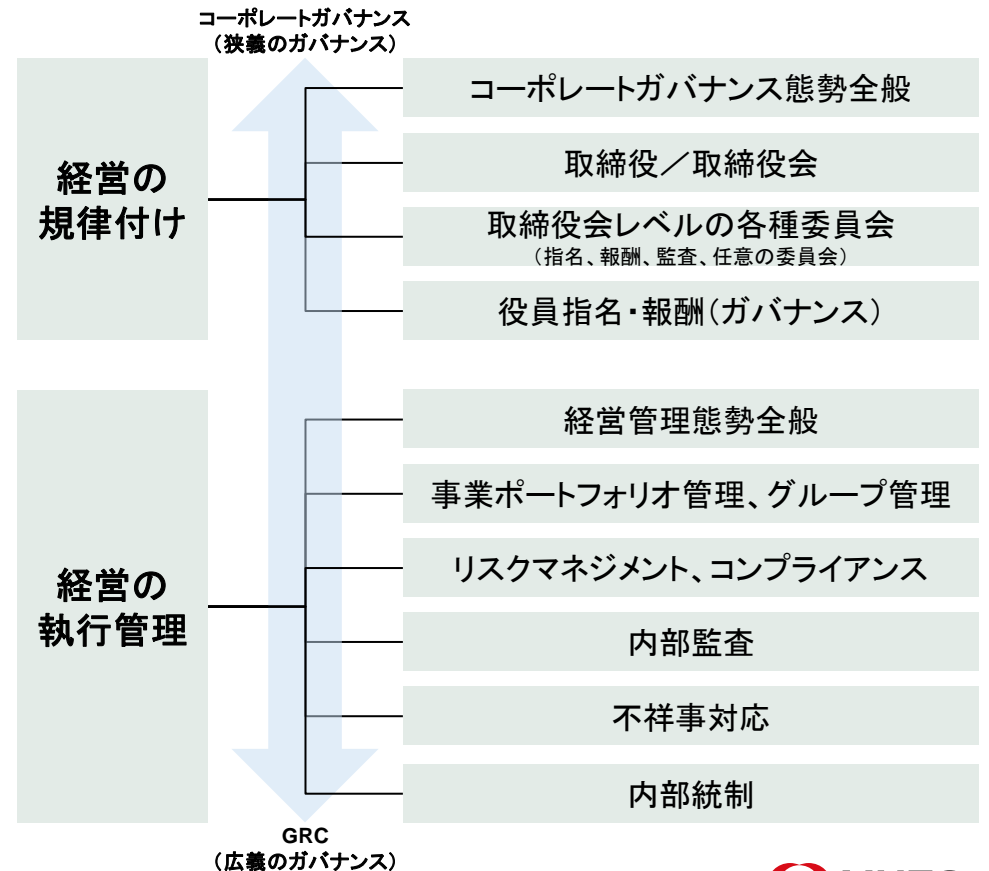 コーポレートガバナンス
（狭義のガバナンス）
経営の
規律付け
コーポレートガバナンス態勢全般
取締役／取締役会
取締役会レベルの各種委員会
（指名、報酬、監査、任意の委員会）
役員指名・報酬（ガバナンス）
経営の
執行管理
経営管理態勢全般
事業ポートフォリオ管理、グループ管理
リスクマネジメント、コンプライアンス
内部監査
不祥事対応
内部統制
GRC
（広義のガバナンス）